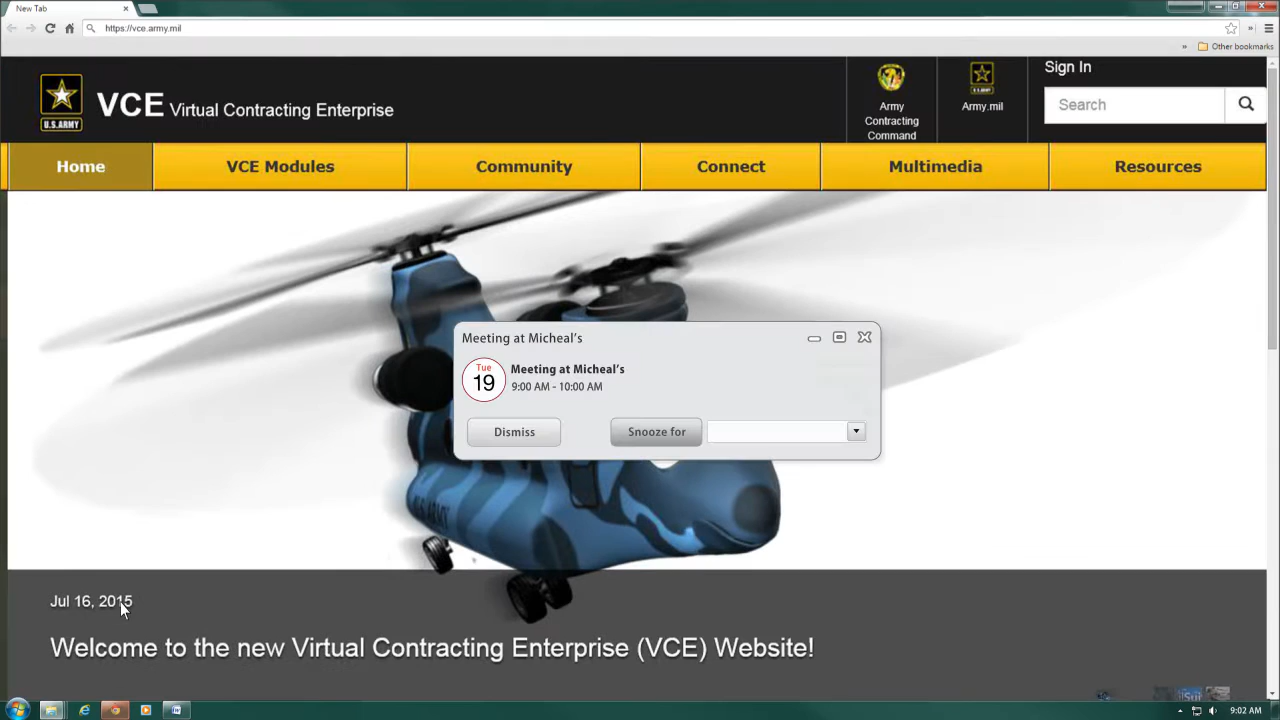 New Tab
https://vce.army.mil
Other bookmarks
U.S.ARMY
VCE Virtual Contracting Enterprise
Army
Contracting
Command
Army.mil
Sign In
Search
Home
VCE Modules
Community
Connect
Multimedia
Resources
Meeting at Micheal's
Tue
19
Meeting at Micheal's
9:00 AM - 10:00 AM
Dismiss
Snooze for
U.S. ARMY
Jul 16, 2015
Welcome to the new Virtual Contracting Enterprise (VCE) Website!
9:02 AM